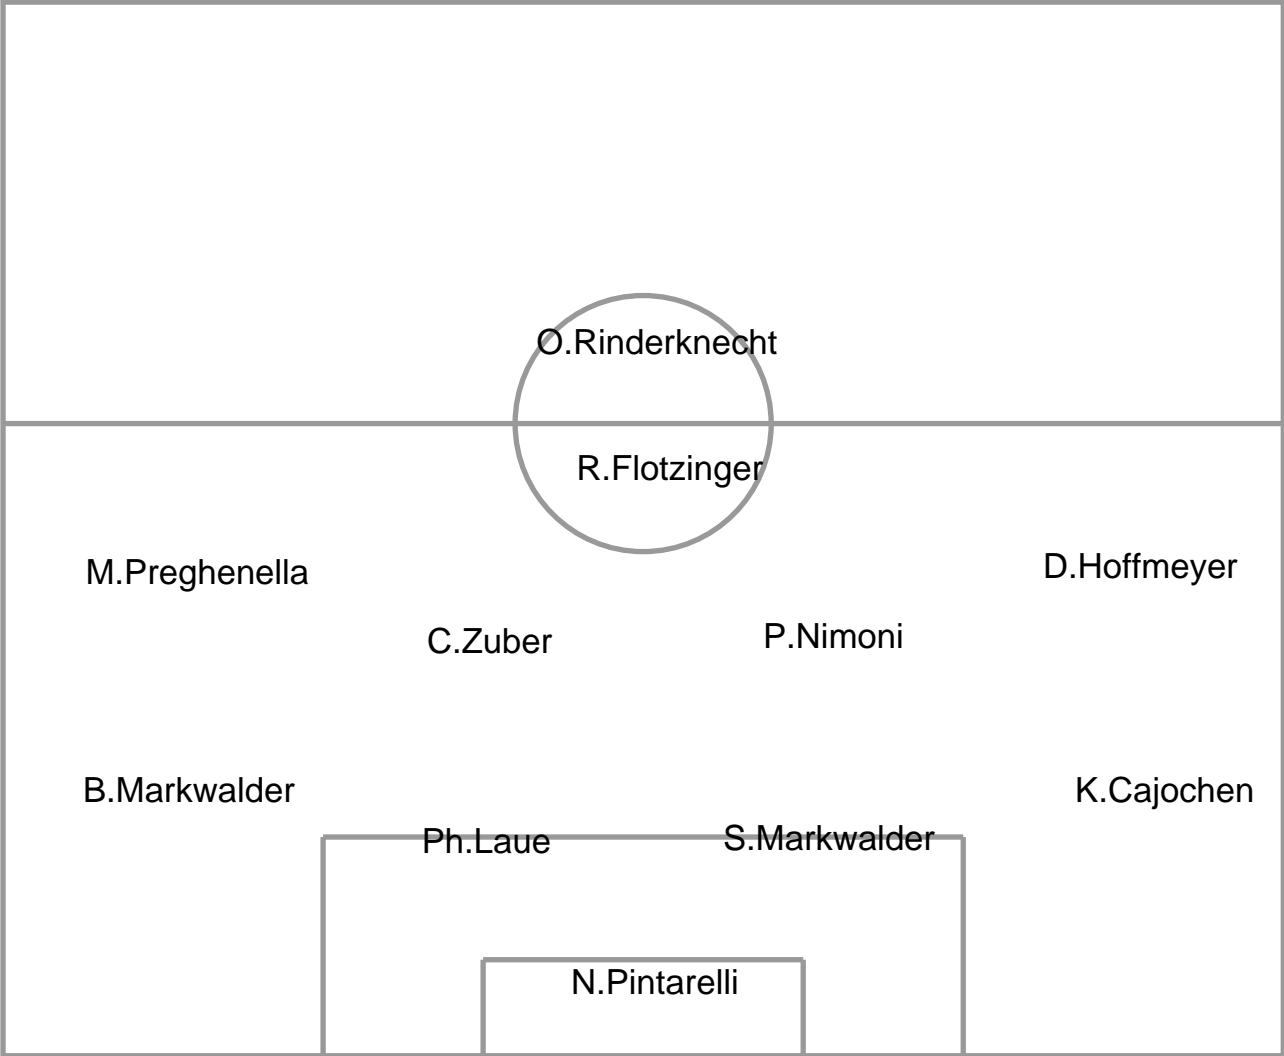 O.Rinderknecht
R.Flotzinger
M.Preghenella
D.Hoffmeyer
C.Zuber
P.Nimoni
B.Markwalder
K.Cajochen
Ph.Laue
S.Markwalder
N.Pintarelli